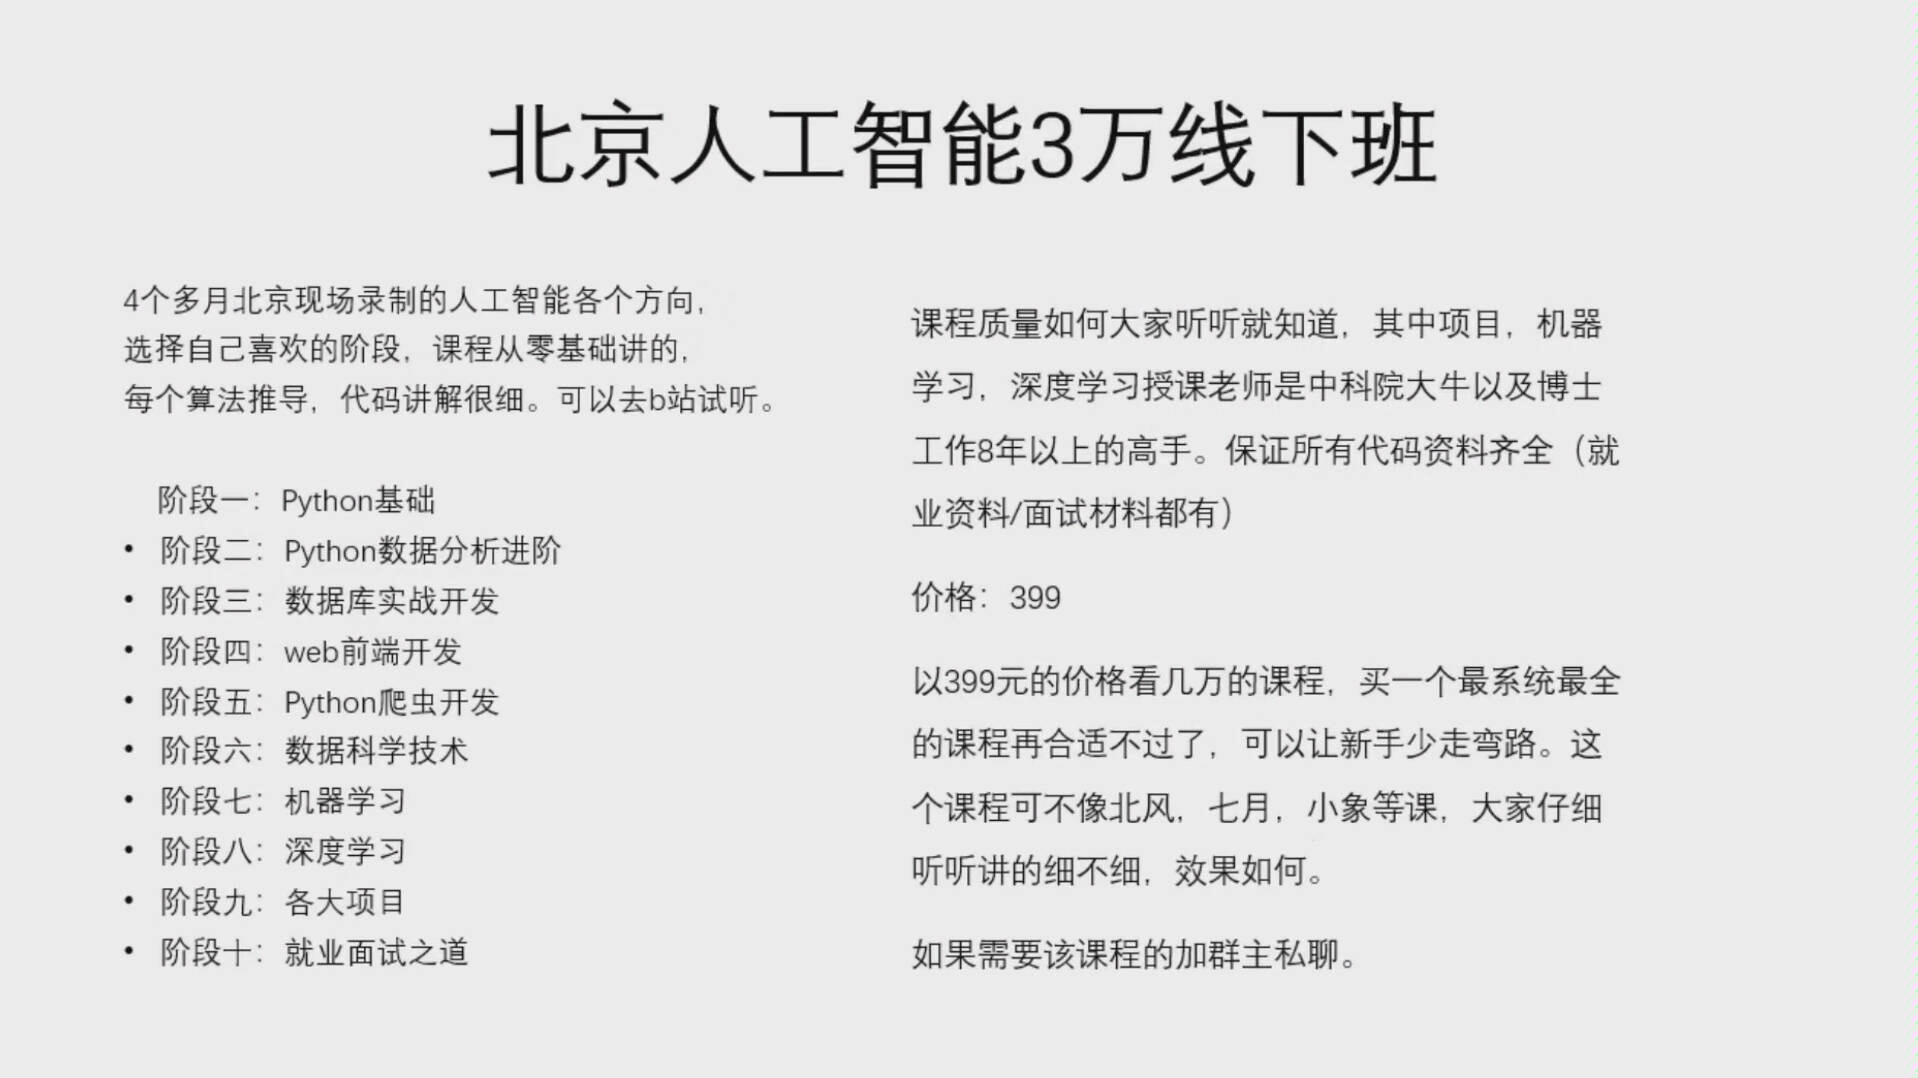 北京人工智能3万线下班
4个多月北京现场录制的人工智能各个方向，
选择自己喜欢的阶段，课程从零基础讲的，
每个算法推导，代码讲解很细。可以去b站试听。
阶段一：Python基础
• 阶段二：Python数据分析进阶
• 阶段三：数据库实战开发
• 阶段四：web前端开发
• 阶段五：Python爬虫开发
• 阶段六：数据科学技术
• 阶段七：机器学习
• 阶段八：深度学习
• 阶段九：各大项目
• 阶段十：就业面试之道
课程质量如何大家听听就知道，其中项目，机器
学习，深度学习授课老师是中科院大牛以及博士
工作8年以上的高手。保证所有代码资料齐全（就
业资料/面试材料都有）
价格：399
以399元的价格看几万的课程，买一个最系统最全
的课程再合适不过了，可以让新手少走弯路。这
个课程可不像北风，七月，小象等课，大家仔细
听听讲的细不细，效果如何。
如果需要该课程的加群主私聊。